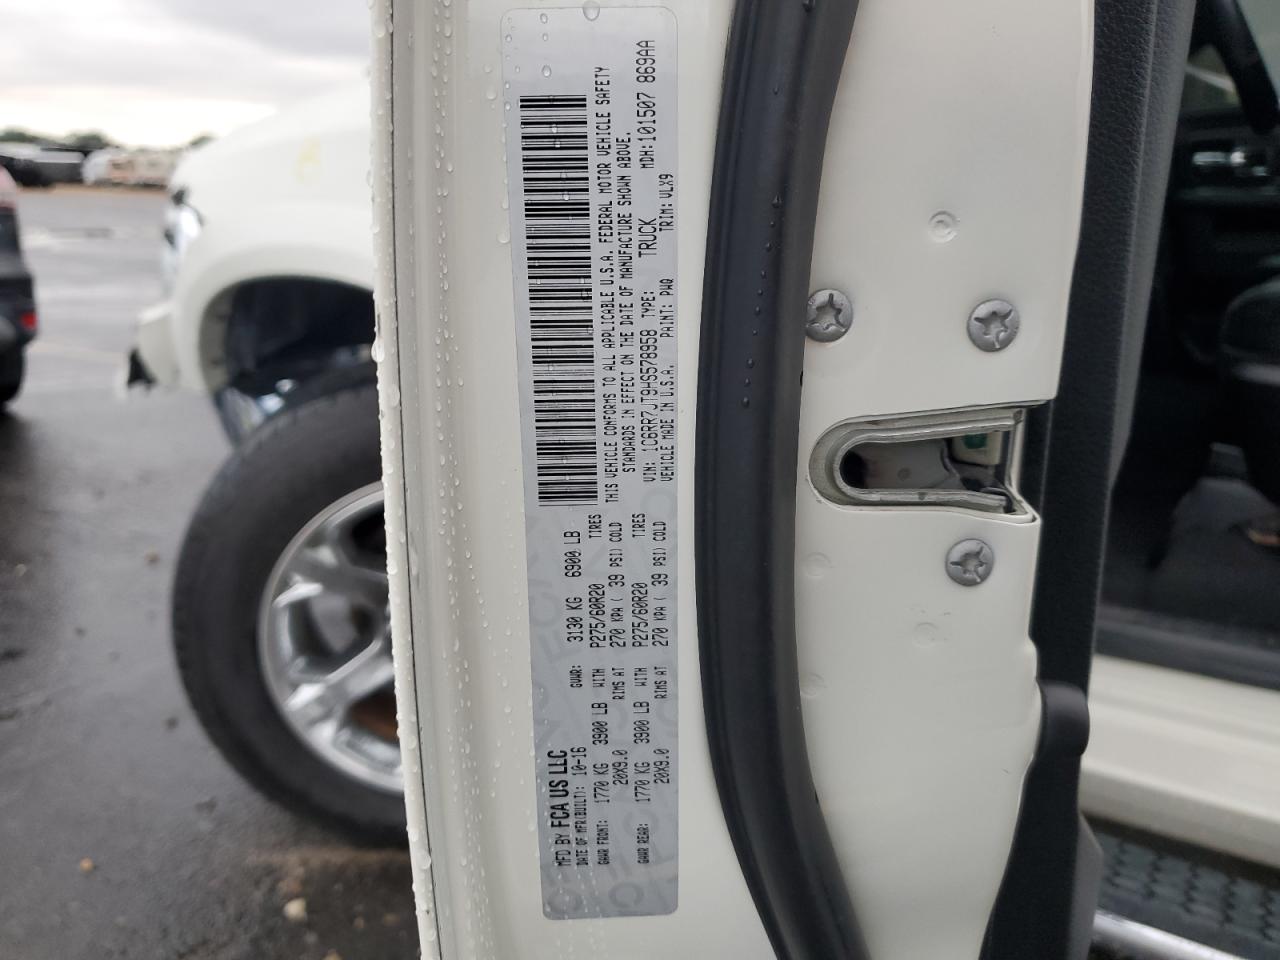 MFD BY FCA US LLC
DATE OF MFR(BUILT): 10-16 GVWR: 3130 KG 6900 LB
GAWR FRONT: 1770 KG 3900 LB WITH P275/60R20 TIRES
20X9.0 RIMS AT 270 KPA ( 39 PSI) COLD
GAWR REAR: 1770 KG 3900 LB WITH P275/60R20 TIRES
20X9.0 RIMS AT 270 KPA ( 39 PSI) COLD
THIS VEHICLE CONFORMS TO ALL APPLICABLE U.S.A. FEDERAL MOTOR VEHICLE SAFETY
STANDARDS IN EFFECT ON THE DATE OF MANUFACTURE SHOWN ABOVE.
VIN: 1C6RR7JT9HS578958 TYPE: TRUCK MDH:101507 869AA
VEHICLE MADE IN U.S.A. PAINT: PWQ TRIM: VLX9